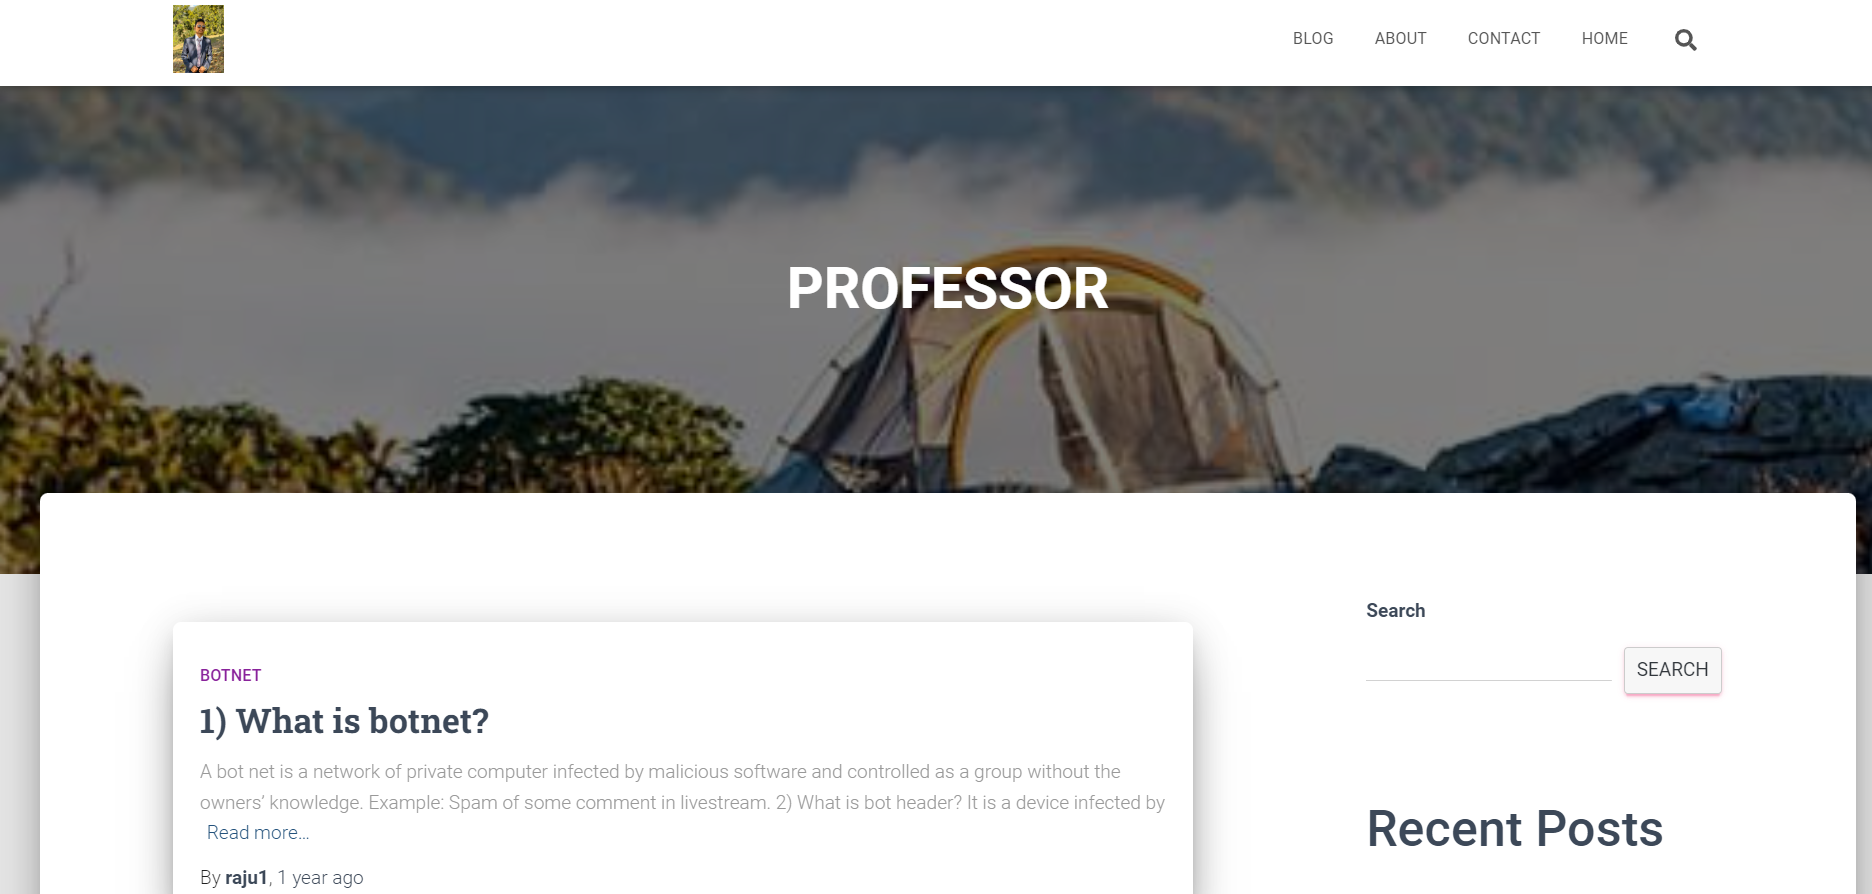 BLOG ABOUT CONTACT HOME
PROFESSOR
BOTNET
1) What is botnet?
A bot net is a network of private computer infected by malicious software and controlled as a group without the
owners’ knowledge. Example: Spam of some comment in livestream. 2) What is bot header? It is a device infected by
Read more…
By raju1, 1 year ago
Search
SEARCH
Recent Posts